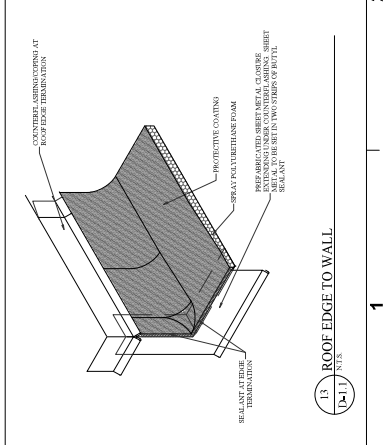 COUNTERFLASHING/COPING AT
ROOF EDGE TERMINATION
PROTECTIVE COATING
SPRAY POLYURETHANE FOAM
PREFABRICATED SHEET METAL CLOSURE
EXTENDING UNDER COUNTERFLASHING. SHEET
METAL TO BE SET IN TWO STRIPS OF BUTYL
SEALANT
SEALANT AT EDGE
TERMINATION
13
D-1.1
ROOF EDGE TO WALL
N.T.S.
1